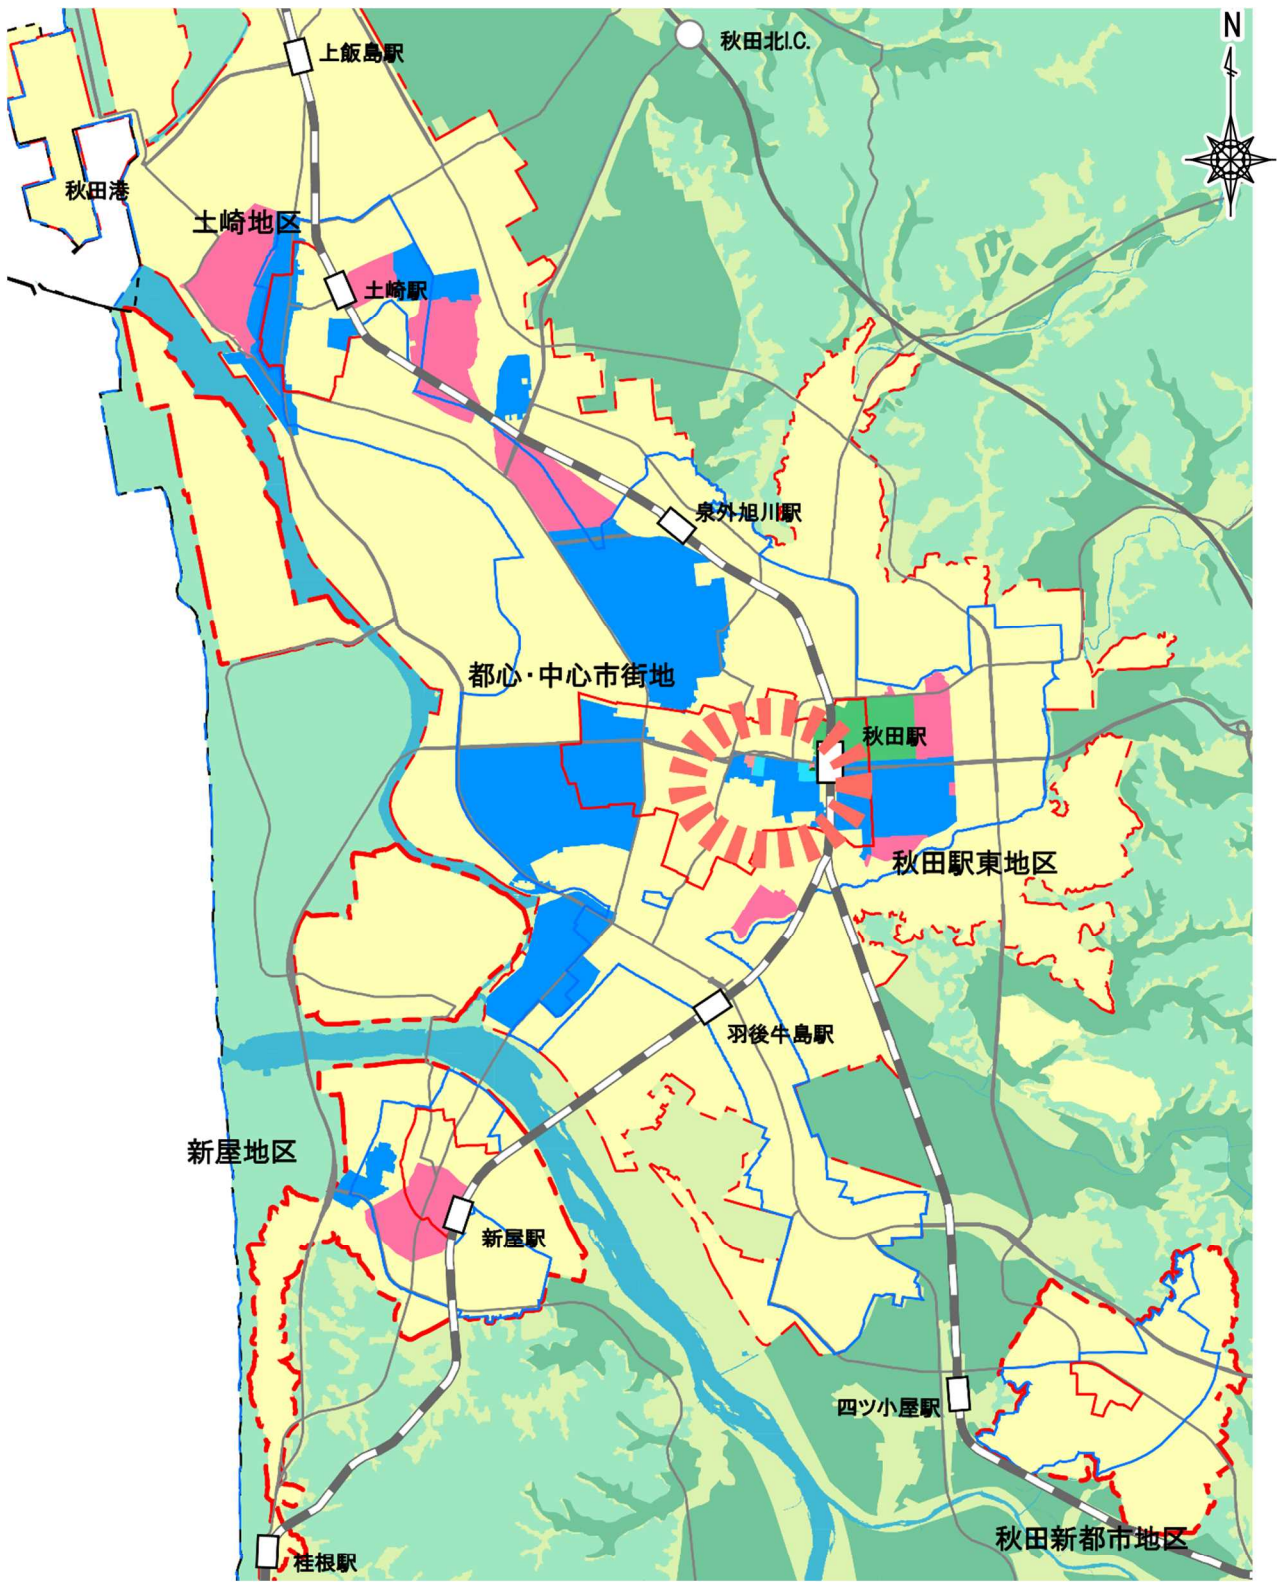 秋田北I.C.
N
上飯島駅
秋田港
土崎地区
土崎駅
泉外旭川駅
都心･中心市街地
秋田駅
秋田駅東地区
羽後牛島駅
新屋地区
新屋駅
四ツ小屋駅
秋田新都市地区
桂根駅